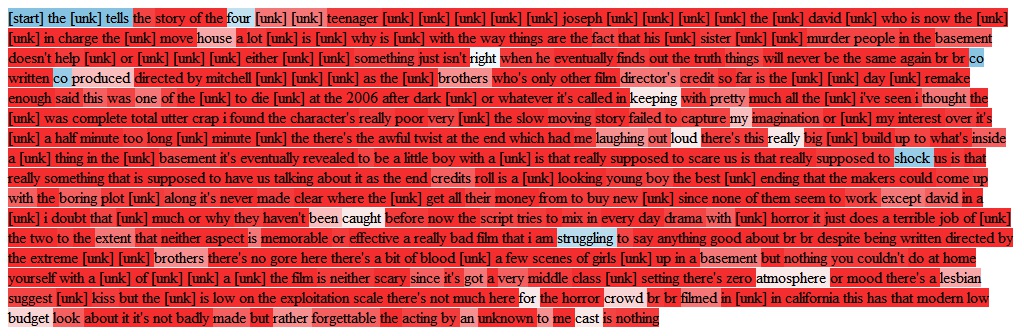 [start] the [unk] tells the story of the four [unk] [unk] teenager [unk] [unk] [unk] [unk] [unk] joseph [unk] [unk] [unk] [unk] the [unk] david [unk] who is now the [unk]
[unk] in charge the [unk] move house a lot [unk] is [unk] why is [unk] with the way things are the fact that his [unk] sister [unk] [unk] murder people in the basement
doesn't help [unk] or [unk] [unk] either [unk] [unk] something just isn't right when he eventually finds out the truth things will never be the same again br br co
written co produced directed by mitchell [unk] [unk] [unk] as the [unk] brothers who's only other film director's credit so far is the [unk] [unk] day [unk] remake
enough said this was one of the [unk] to die [unk] at the 2006 after dark [unk] or whatever it's called in keeping with pretty much all the [unk] i've seen i thought the
[unk] was complete total utter crap i found the character's really poor very [unk] the slow moving story failed to capture my imagination or [unk] my interest over it's
[unk] a half minute too long [unk] minute [unk] the there's the awful twist at the end which had me laughing out loud there's this really big [unk] build up to what's inside
a [unk] thing in the [unk] basement it's eventually revealed to be a little boy with a [unk] is that really supposed to scare us is that really supposed to shock us is that
really something that is supposed to have us talking about it as the end credits roll is a [unk] looking young boy the best [unk] ending that the makers could come up
with the boring plot [unk] along it's never made clear where the [unk] get all their money from to buy new [unk] since none of them seem to work except david in a
[unk] i doubt that [unk] much or why they haven't been caught before now the script tries to mix in every day drama with [unk] horror it just does a terrible job of [unk]
the two to the extent that neither aspect is memorable or effective a really bad film that i am struggling to say anything good about br br despite being written directed by
the extreme [unk] [unk] brothers there's no gore here there's a bit of blood [unk] a few scenes of girls [unk] up in a basement but nothing you couldn't do at home
yourself with a [unk] of [unk] [unk] a [unk] the film is neither scary since it's got a very middle class [unk] setting there's zero atmosphere or mood there's a lesbian
suggest [unk] kiss but the [unk] is low on the exploitation scale there's not much here for the horror crowd br br filmed in [unk] in california this has that modern low
budget look about it it's not badly made but rather forgettable the acting by an mknown to me cast is nothing